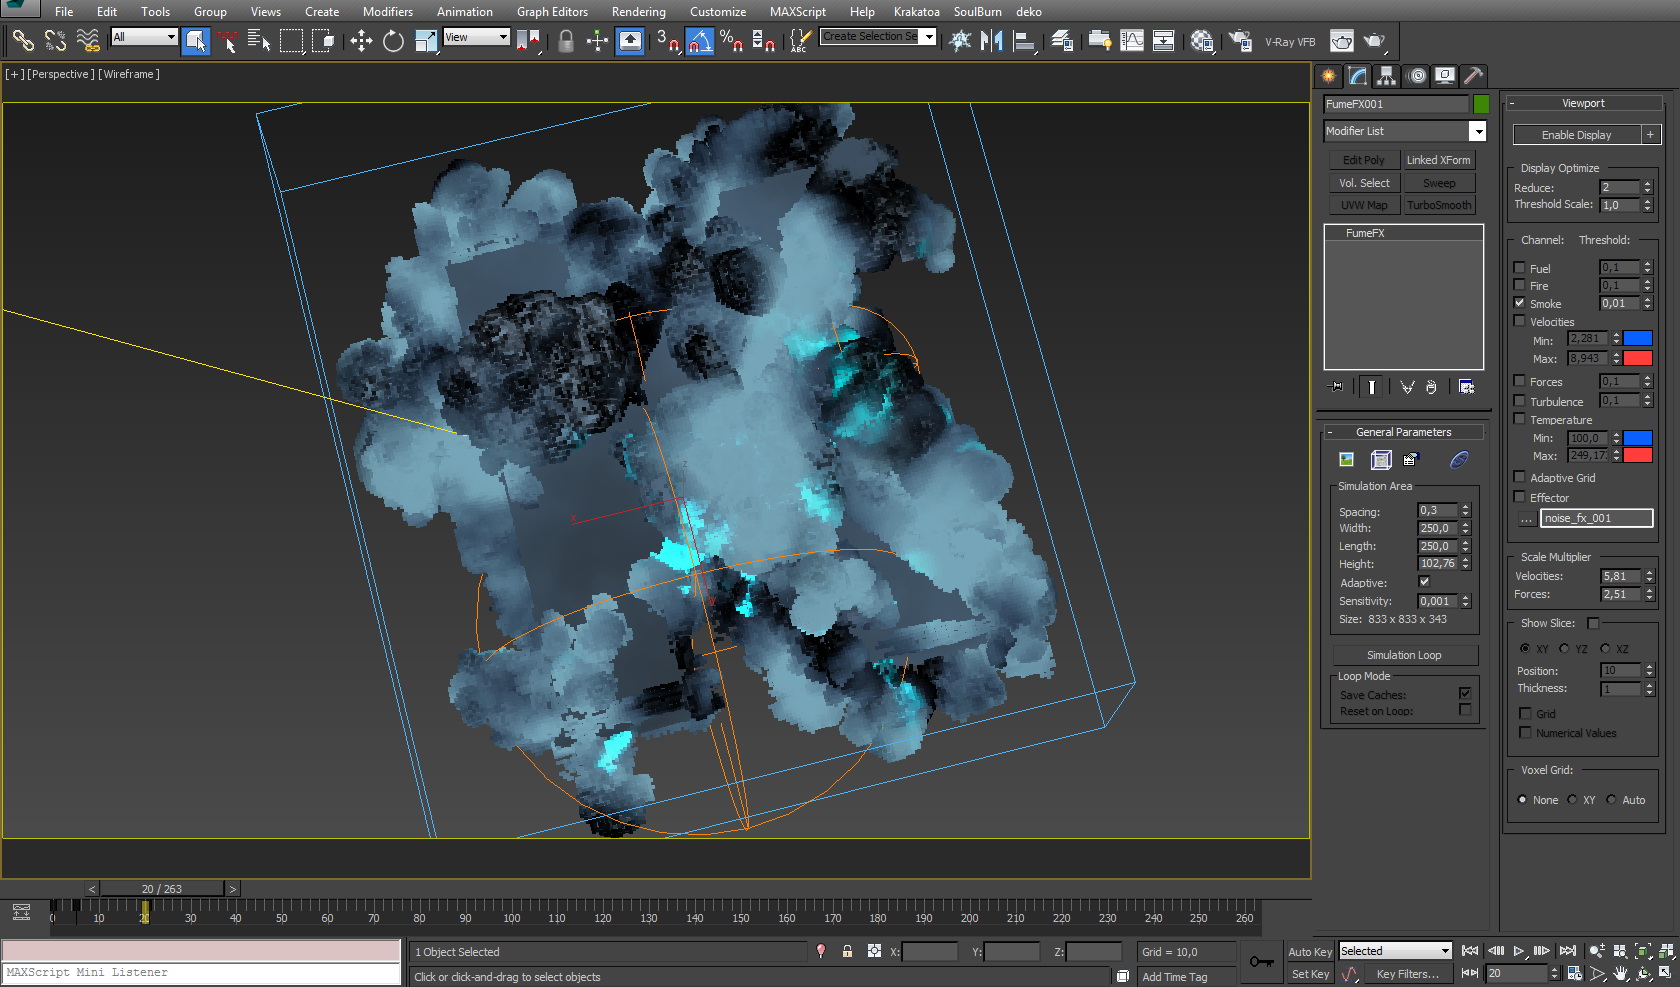 File Edit Tools Group Views Create Modifiers Animation Graph Editors Rendering Customize MAXScript Help Krakatoa SoulBurn deko
All View 3 % ABC Create Selection Se V-Ray VFB
[ + ] [Perspective ] [Wireframe ]
x
FumeFX001
Modifier List
Edit Poly Linked XForm
Vol. Select Sweep
UVW Map TurboSmooth
FumeFX
- General Parameters
Simulation Area
Spacing: 0,3
Width: 250,0
Length: 250,0
Height: 102,76
Adaptive:
Sensitivity: 0,001
Size: 833 x 833 x 343
Simulation Loop
Loop Mode
Save Caches:
Reset on Loop:
- Viewport
Enable Display +
Display Optimize
Reduce: 2
Threshold Scale: 1,0
Channel: Threshold:
Fuel 0,1
Fire 0,1
Smoke 0,01
Velocities
Min: 2,281
Max: 8,943
Forces 0,1
Turbulence 0,1
Temperature
Min: 100,0
Max: 249,17
Adaptive Grid
Effector
... noise_fx_001
Scale Multiplier
Velocities: 5,81
Forces: 2,51
Show Slice:
XY YZ XZ
Position: 10
Thickness: 1
Grid
Numerical Values
Voxel Grid:
None XY Auto
< 20 / 263 >
0 10 20 30 40 50 60 70 80 90 100 110 120 130 140 150 160 170 180 190 200 210 220 230 240 250 260
1 Object Selected X: Y: Z: Grid = 10,0 Auto Key Selected
MAXScript Mini Listener Click or click-and-drag to select objects Add Time Tag Set Key Key Filters... 20